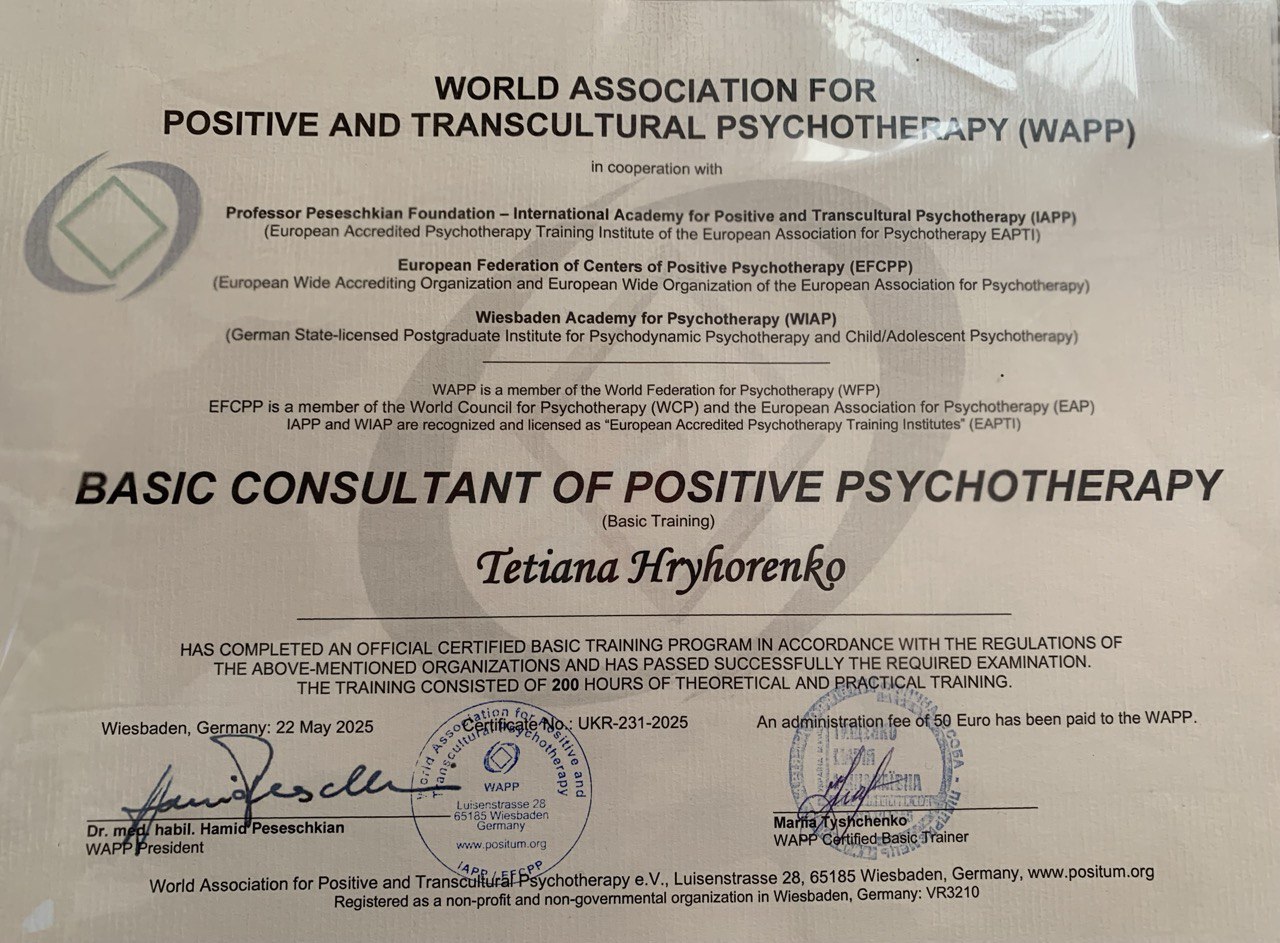 WORLD ASSOCIATION FOR
POSITIVE AND TRANSCULTURAL PSYCHOTHERAPY (WAPP)
in cooperation with
Professor Peseschkian Foundation – International Academy for Positive and Transcultural Psychotherapy (IAPP)
(European Accredited Psychotherapy Training Institute of the European Association for Psychotherapy EAPTI)
European Federation of Centers of Positive Psychotherapy (EFCPP)
(European Wide Accrediting Organization and European Wide Organization of the European Association for Psychotherapy)
Wiesbaden Academy for Psychotherapy (WIAP)
(German State-licensed Postgraduate Institute for Psychodynamic Psychotherapy and Child/Adolescent Psychotherapy)
WAPP is a member of the World Federation for Psychotherapy (WFP)
EFCPP is a member of the World Council for Psychotherapy (WCP) and the European Association for Psychotherapy (EAP)
IAPP and WIAP are recognized and licensed as “European Accredited Psychotherapy Training Institutes” (EAPTI)
BASIC CONSULTANT OF POSITIVE PSYCHOTHERAPY
(Basic Training)
Tetiana Hryhorenko
HAS COMPLETED AN OFFICIAL CERTIFIED BASIC TRAINING PROGRAM IN ACCORDANCE WITH THE REGULATIONS OF
THE ABOVE-MENTIONED ORGANIZATIONS AND HAS PASSED SUCCESSFULLY THE REQUIRED EXAMINATION.
THE TRAINING CONSISTED OF 200 HOURS OF THEORETICAL AND PRACTICAL TRAINING.
Wiesbaden, Germany: 22 May 2025 Certificate No.: UKR-231-2025 An administration fee of 50 Euro has been paid to the WAPP.
World Association for Positive and
Transcultural Psychotherapy
WAPP
Luisenstrasse 28
65185 Wiesbaden
Germany
www.positum.org
IAPP / EFCPP
ТИЩЕНКО
Dr. med. habil. Hamid Peseschkian
WAPP President
Mariia Tyshchenko
WAPP Certified Basic Trainer
World Association for Positive and Transcultural Psychotherapy e.V., Luisenstrasse 28, 65185 Wiesbaden, Germany, www.positum.org
Registered as a non-profit and non-governmental organization in Wiesbaden, Germany: VR3210